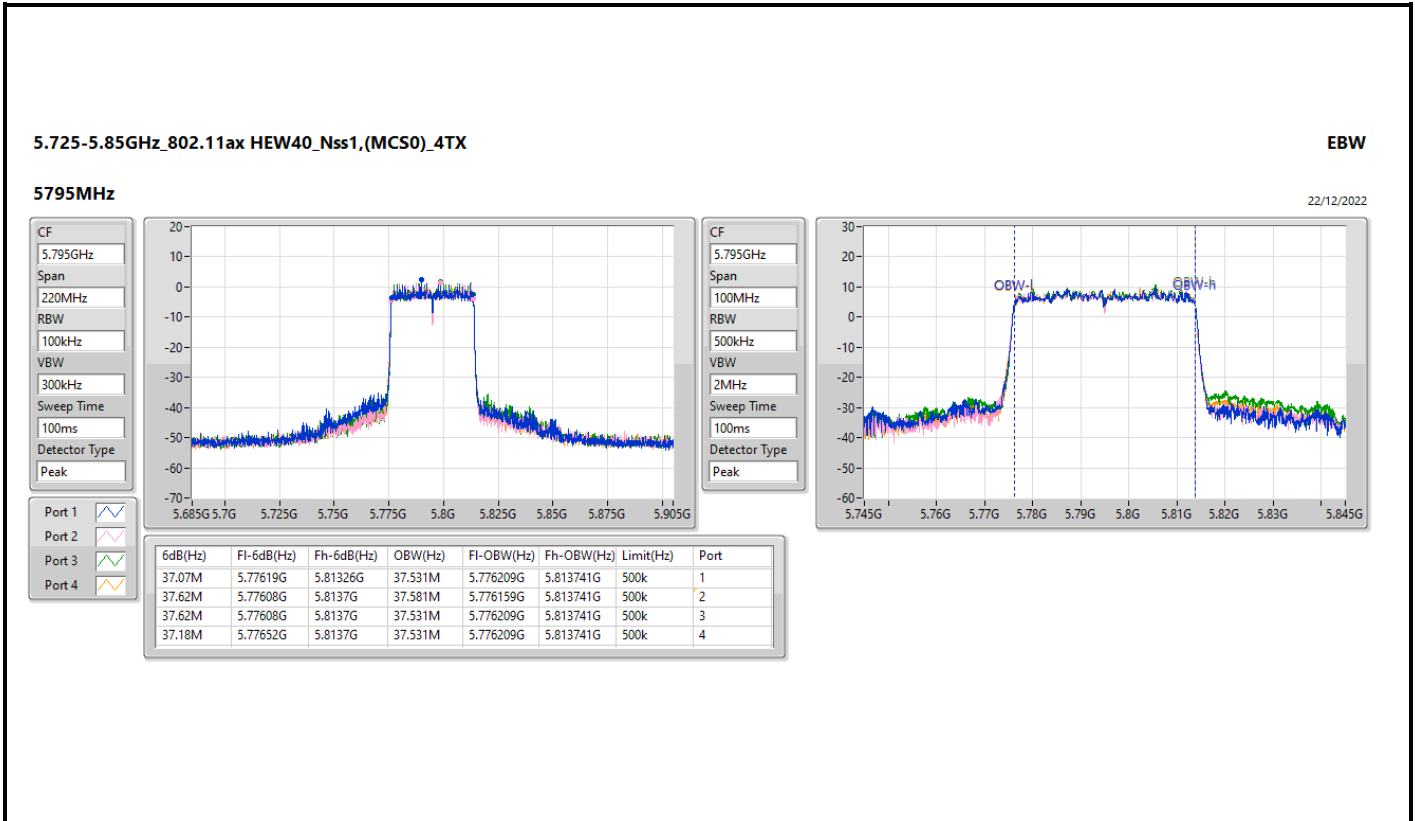 5.725-5.85GHz_802.11ax HEW40_Nss1,(MCS0)_4TX
EBW
5795MHz
22/12/2022
CF
5.795GHz
Span
220MHz
RBW
100kHz
VBW
300kHz
Sweep Time
100ms
Detector Type
Peak
20
10
0
-10
-20
-30
-40
-50
-60
-70
5.685G 5.7G 5.725G 5.75G 5.775G 5.8G 5.825G 5.85G 5.875G 5.905G
CF
5.795GHz
Span
100MHz
RBW
500kHz
VBW
2MHz
Sweep Time
100ms
Detector Type
Peak
30
20
10
0
-10
-20
-30
-40
-50
-60
OBW-l
OBW-h
5.745G 5.76G 5.77G 5.78G 5.79G 5.8G 5.81G 5.82G 5.83G 5.845G
Port 1
Port 2
Port 3
Port 4
6dB(Hz) Fl-6dB(Hz) Fh-6dB(Hz) OBW(Hz) Fl-OBW(Hz) Fh-OBW(Hz) Limit(Hz) Port
37.07M 5.77619G 5.81326G 37.531M 5.776209G 5.813741G 500k 1
37.62M 5.77608G 5.8137G 37.581M 5.776159G 5.813741G 500k 2
37.62M 5.77608G 5.8137G 37.531M 5.776209G 5.813741G 500k 3
37.18M 5.77652G 5.8137G 37.531M 5.776209G 5.813741G 500k 4